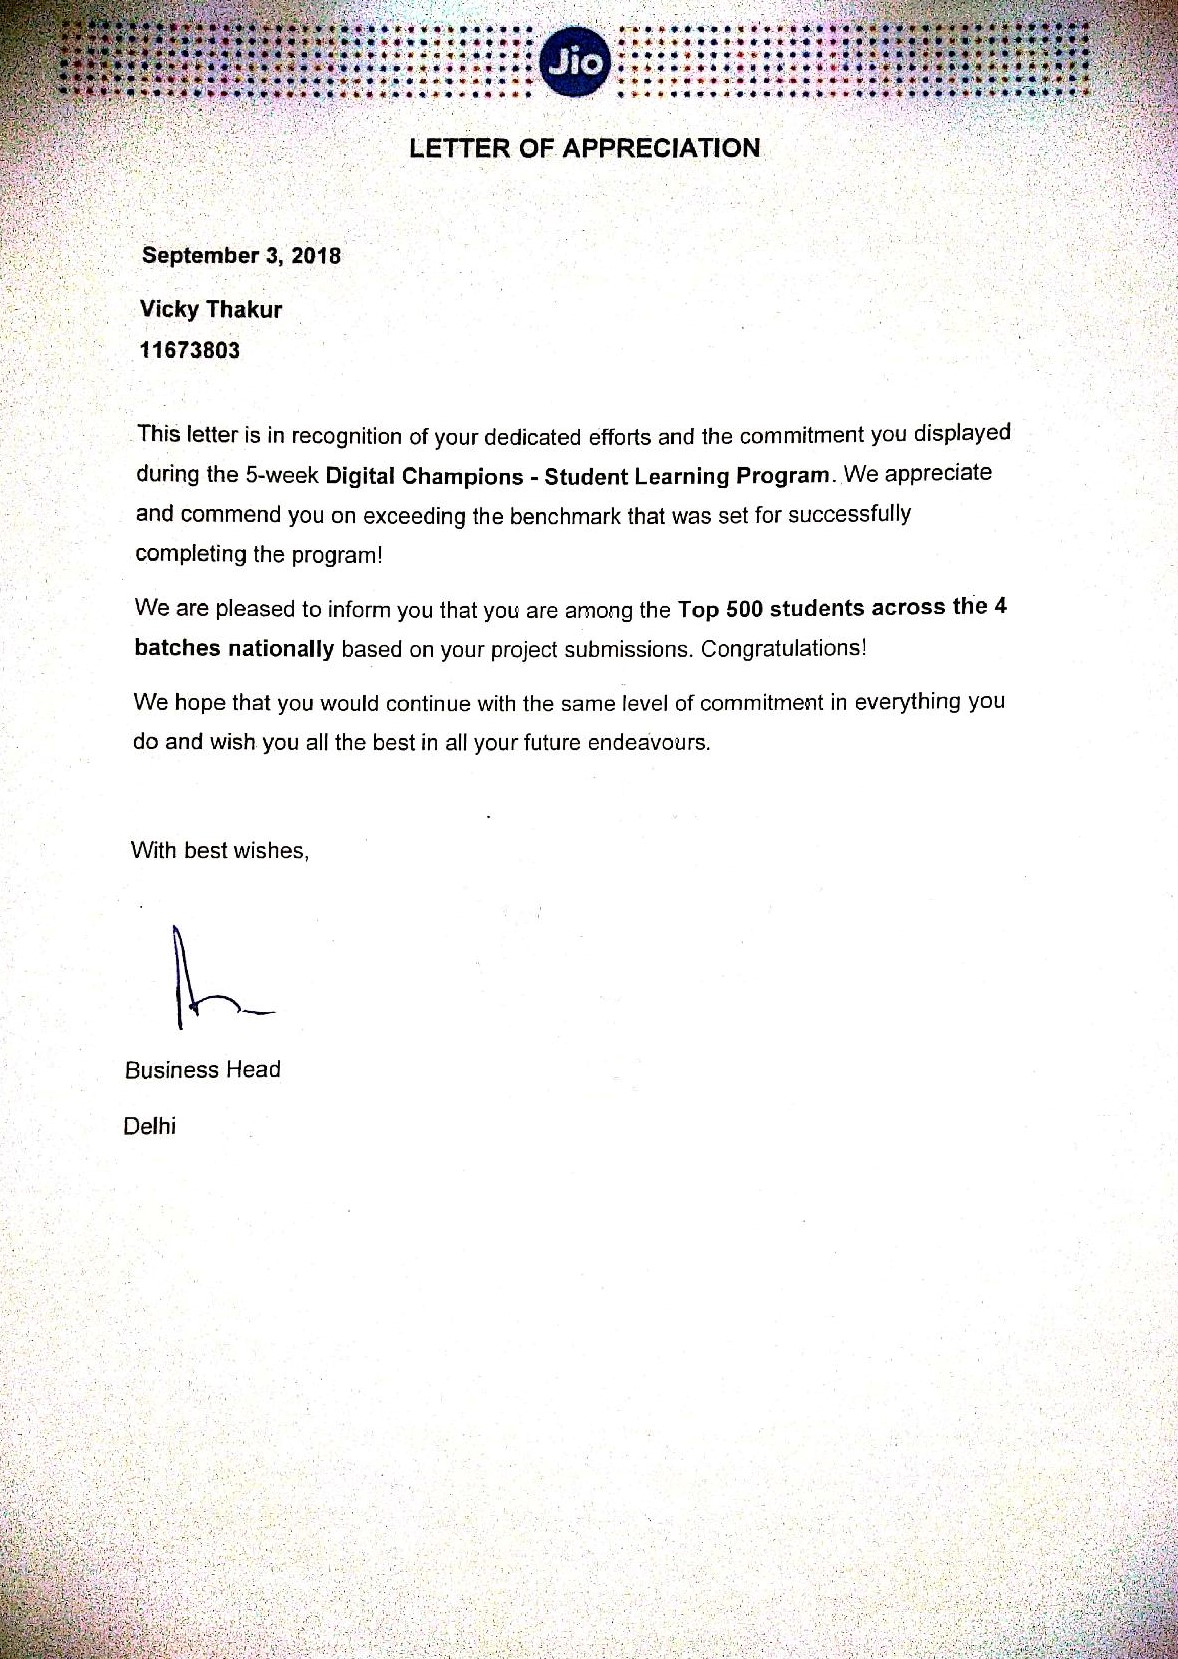 Jio
LETTER OF APPRECIATION
September 3, 2018
Vicky Thakur
11673803
This letter is in recognition of your dedicated efforts and the commitment you displayed
during the 5-week Digital Champions - Student Learning Program. We appreciate
and commend you on exceeding the benchmark that was set for successfully
completing the program!
We are pleased to inform you that you are among the Top 500 students across the 4
batches nationally based on your project submissions. Congratulations!
We hope that you would continue with the same level of commitment in everything you
do and wish you all the best in all your future endeavours.
With best wishes,
Business Head
Delhi